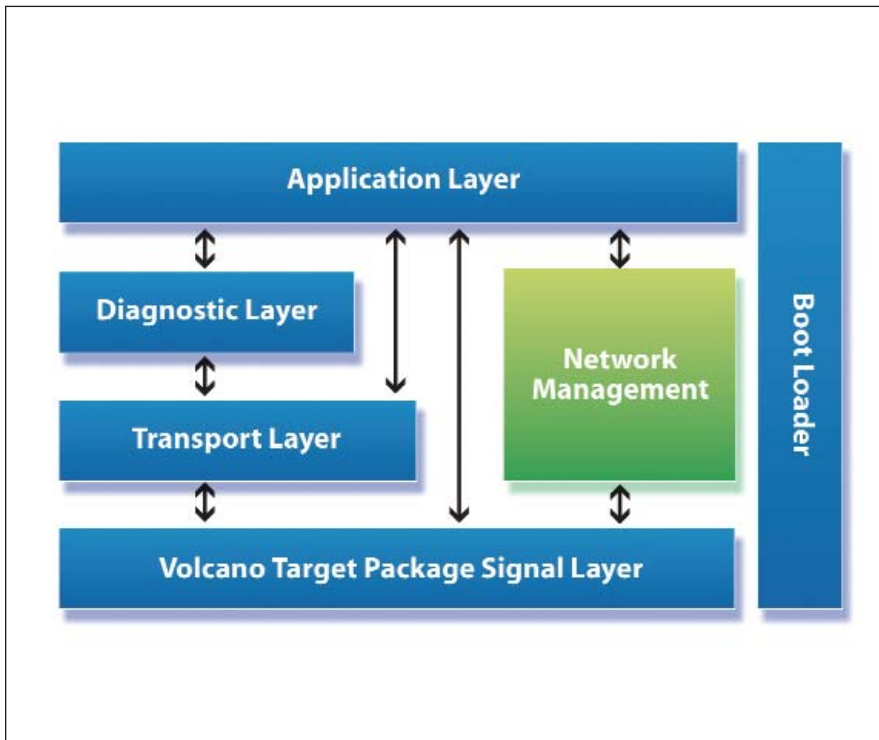 Application Layer
Diagnostic Layer
Network
Management
Transport Layer
Volcano Target Package Signal Layer
Boot Loader